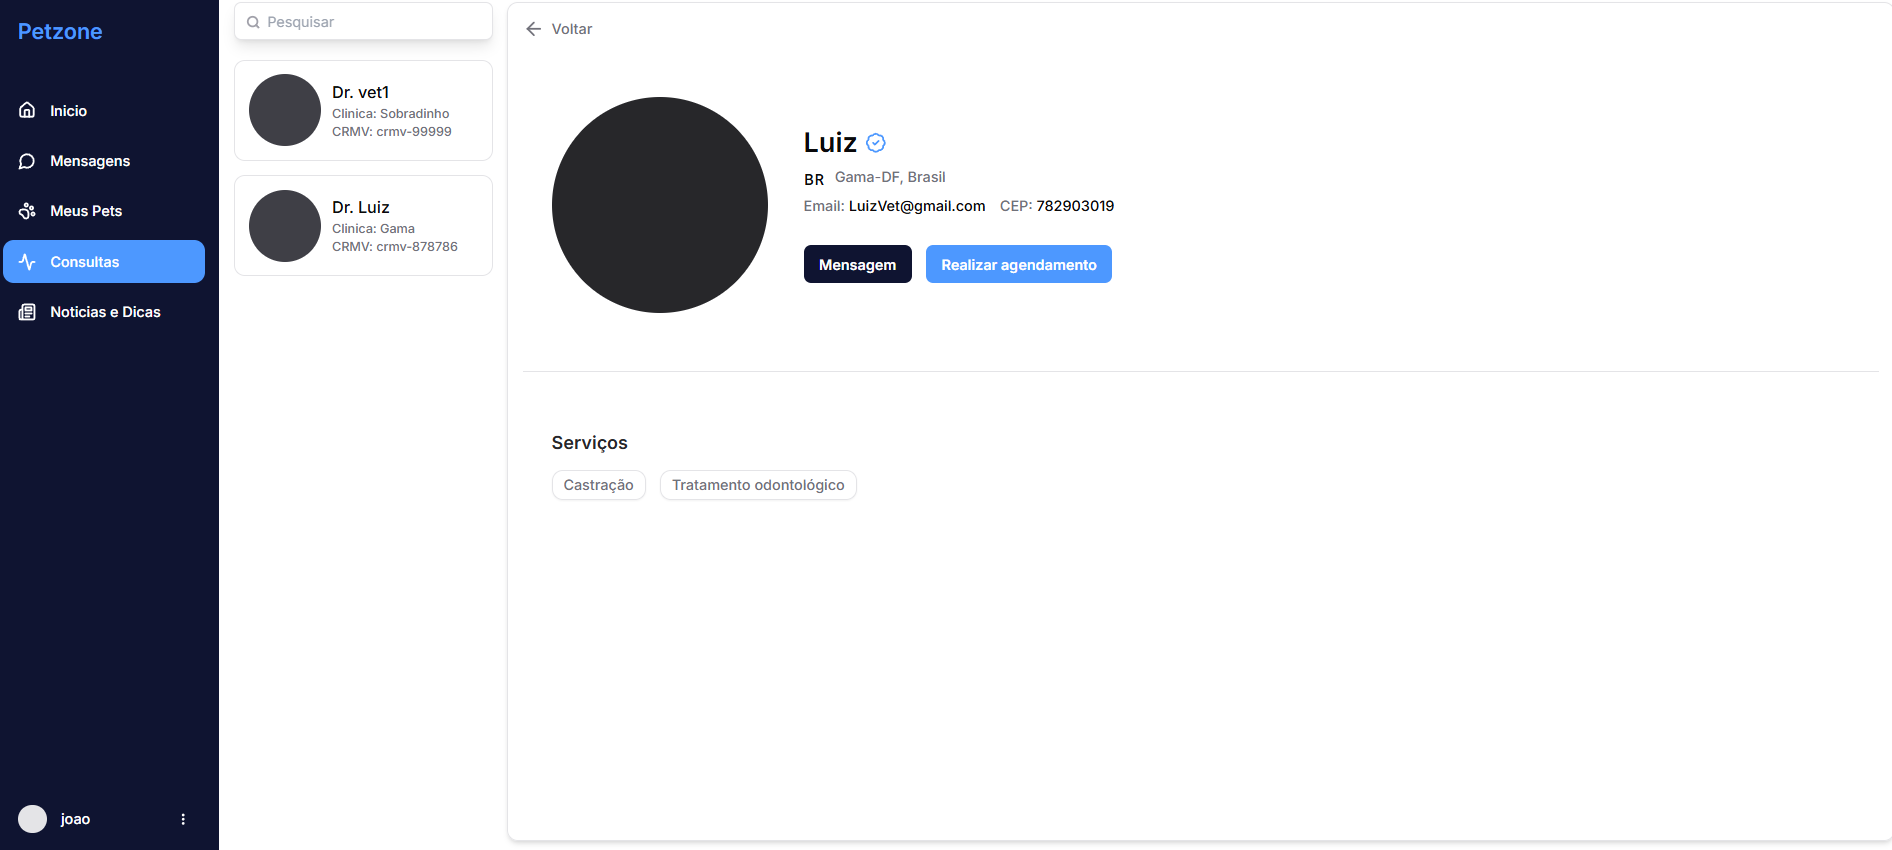 Petzone
Inicio
Mensagens
Meus Pets
Consultas
Noticias e Dicas
joao
Pesquisar
Dr. vet1
Clinica: Sobradinho
CRMV: crmv-99999
Dr. Luiz
Clinica: Gama
CRMV: crmv-878786
Voltar
Luiz
BR Gama-DF, Brasil
Email: LuizVet@gmail.com CEP: 782903019
Mensagem Realizar agendamento
Serviços
Castração Tratamento odontológico